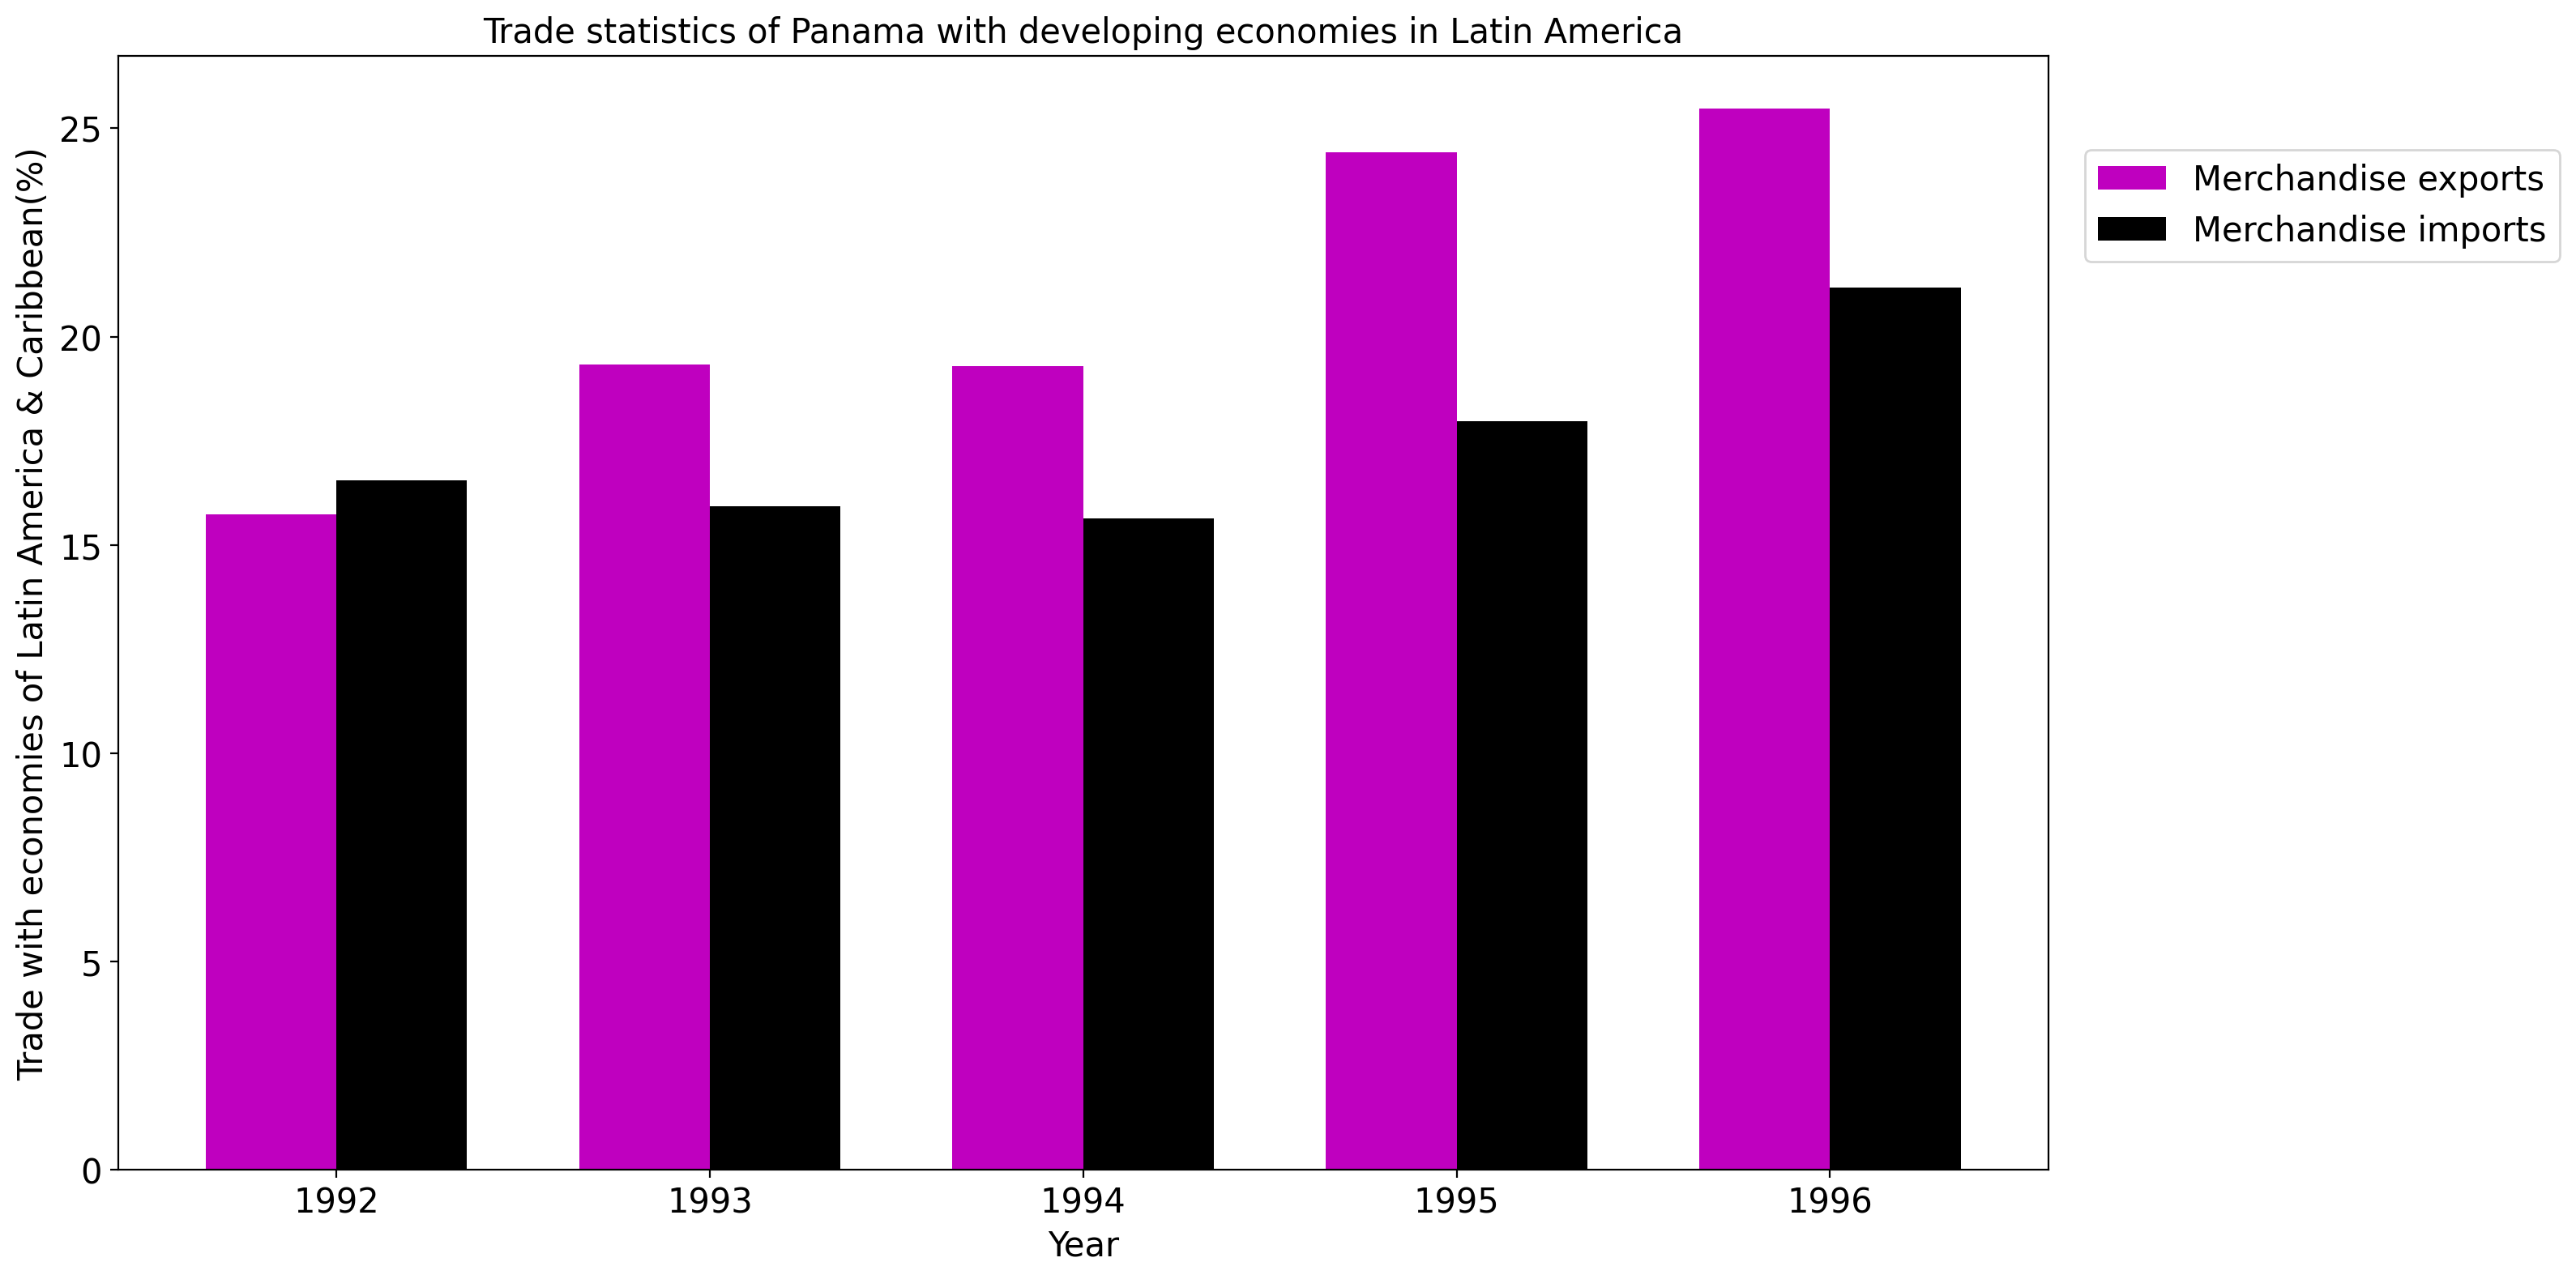 Trade statistics of Panama with developing economies in Latin America
Trade with economies of Latin America & Caribbean(%)
25
20
15
10
5
0
1992
1993
1994
1995
1996
Year
Merchandise exports
Merchandise imports